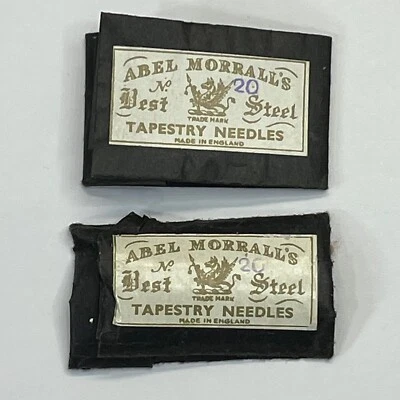 ABEL MORRALL'S
No 20
Best Steel
TRADE MARK
TAPESTRY NEEDLES
MADE IN ENGLAND
ABEL MORRALL'S
No 20
Best Steel
TRADE MARK
TAPESTRY NEEDLES
MADE IN ENGLAND